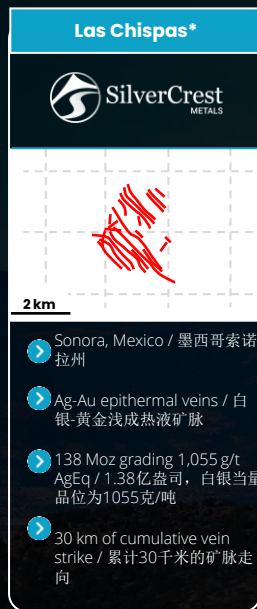 Las Chispas*
SilverCrest
METALS
2 km
Sonora, Mexico / 墨西哥索诺
拉州
Ag-Au epithermal veins / 白
银-黄金浅成热液矿脉
138 Moz grading 1,055 g/t
AgEq / 1.38亿盎司，白银当量
品位为1055克/吨
30 km of cumulative vein
strike / 累计30千米的矿脉走
向